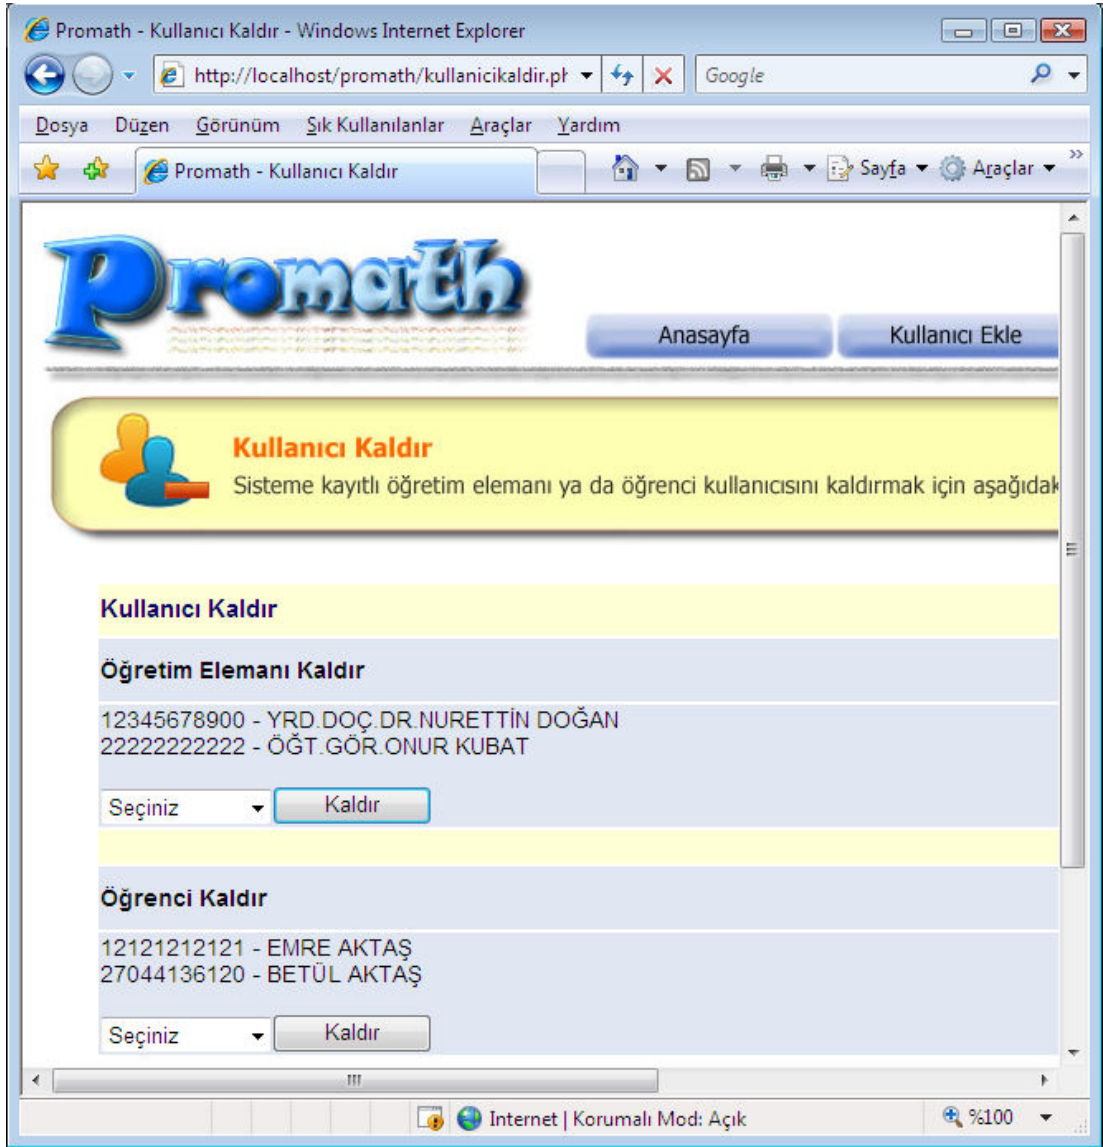 Promath - Kullanıcı Kaldır - Windows Internet Explorer
http://localhost/promath/kullanicikaldir.ph
Google
Dosya Düzen Görünüm Sık Kullanılanlar Araçlar Yardım
Promath - Kullanıcı Kaldır
Sayfa Araçlar
Promath
Anasayfa Kullanıcı Ekle
Kullanıcı Kaldır
Sisteme kayıtlı öğretim elemanı ya da öğrenci kullanıcısını kaldırmak için aşağıdak
Kullanıcı Kaldır
Öğretim Elemanı Kaldır
12345678900 - YRD.DOÇ.DR.NURETTİN DOĞAN
22222222222 - ÖĞT.GÖR.ONUR KUBAT
Seçiniz Kaldır
Öğrenci Kaldır
12121212121 - EMRE AKTAŞ
27044136120 - BETÜL AKTAŞ
Seçiniz Kaldır
Internet | Korumalı Mod: Açık %100